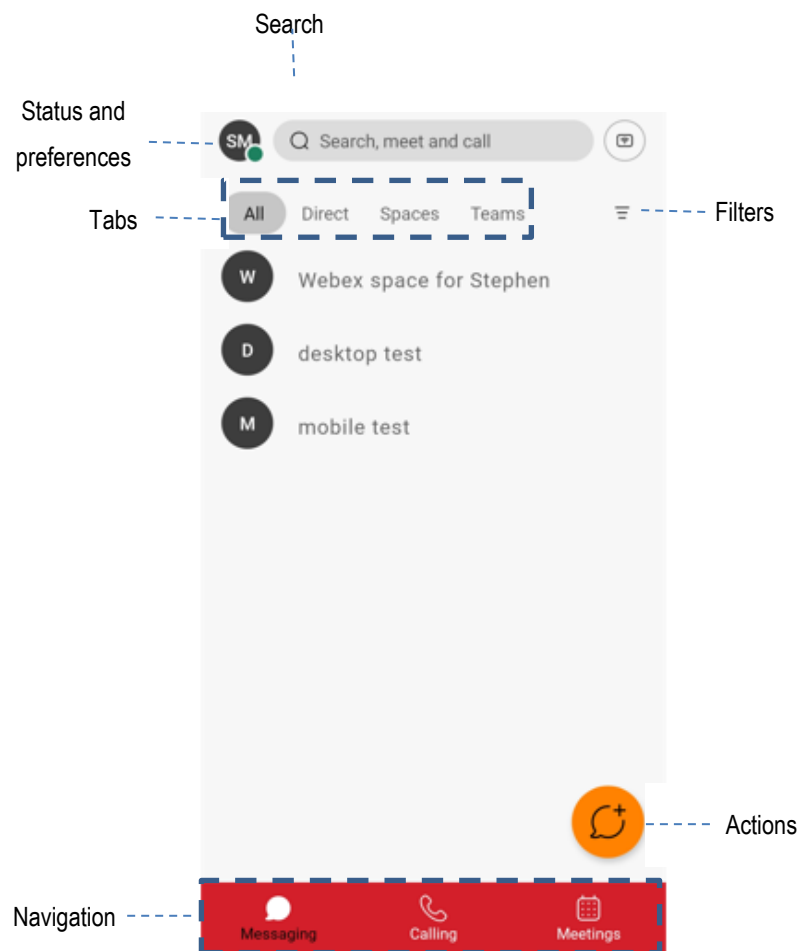 Search
Status and
preferences
SM
Search, meet and call
Tabs
All Direct Spaces Teams
Filters
W Webex space for Stephen
D desktop test
M mobile test
Actions
Navigation
Messaging Calling Meetings